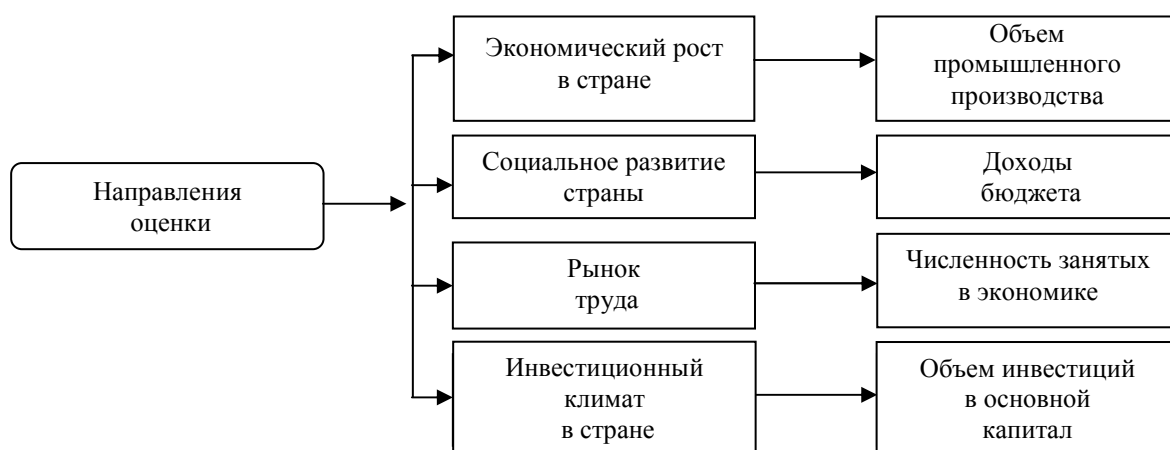 Направления
оценки
Экономический рост
в стране
Объем
промышленного
производства
Социальное развитие
страны
Доходы
бюджета
Рынок
труда
Численность занятых
в экономике
Инвестиционный
климат
в стране
Объем инвестиций
в основной
капитал